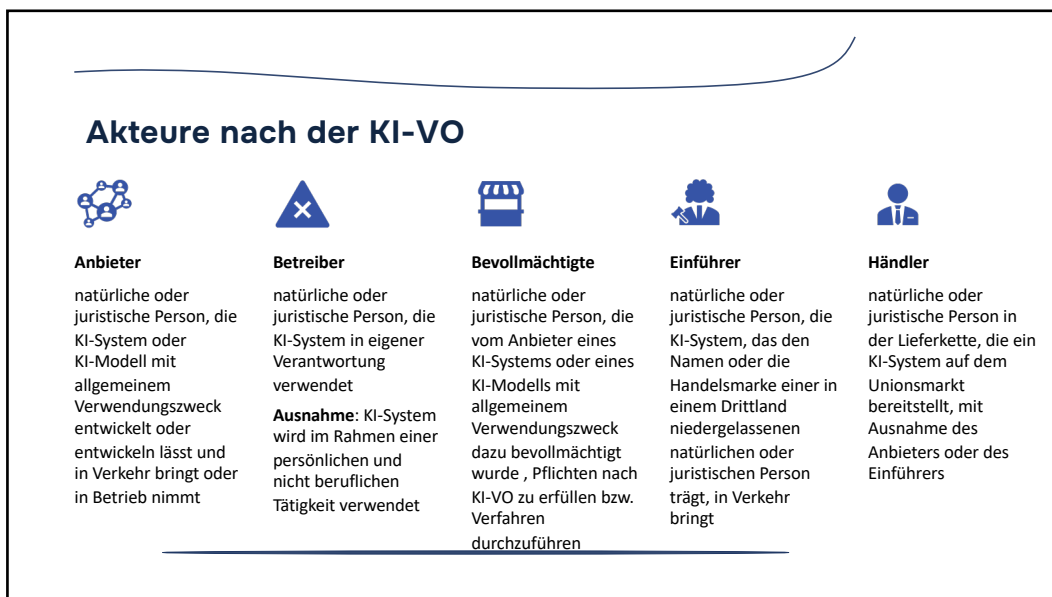 Akteure nach der KI-VO
Anbieter
natürliche oder
juristische Person, die
KI-System oder
KI-Modell mit
allgemeinem
Verwendungszweck
entwickelt oder
entwickeln lässt und
in Verkehr bringt oder
in Betrieb nimmt
Betreiber
natürliche oder
juristische Person, die
KI-System in eigener
Verantwortung
verwendet
Ausnahme: KI-System
wird im Rahmen einer
persönlichen und
nicht beruflichen
Tätigkeit verwendet
Bevollmächtigte
natürliche oder
juristische Person, die
vom Anbieter eines
KI-Systems oder eines
KI-Modells mit
allgemeinem
Verwendungszweck
dazu bevollmächtigt
wurde , Pflichten nach
KI-VO zu erfüllen bzw.
Verfahren
durchzuführen
Einführer
natürliche oder
juristische Person, die
KI-System, das den
Namen oder die
Handelsmarke einer in
einem Drittland
niedergelassenen
natürlichen oder
juristischen Person
trägt, in Verkehr
bringt
Händler
natürliche oder
juristische Person in
der Lieferkette, die ein
KI-System auf dem
Unionsmarkt
bereitstellt, mit
Ausnahme des
Anbieters oder des
Einführers